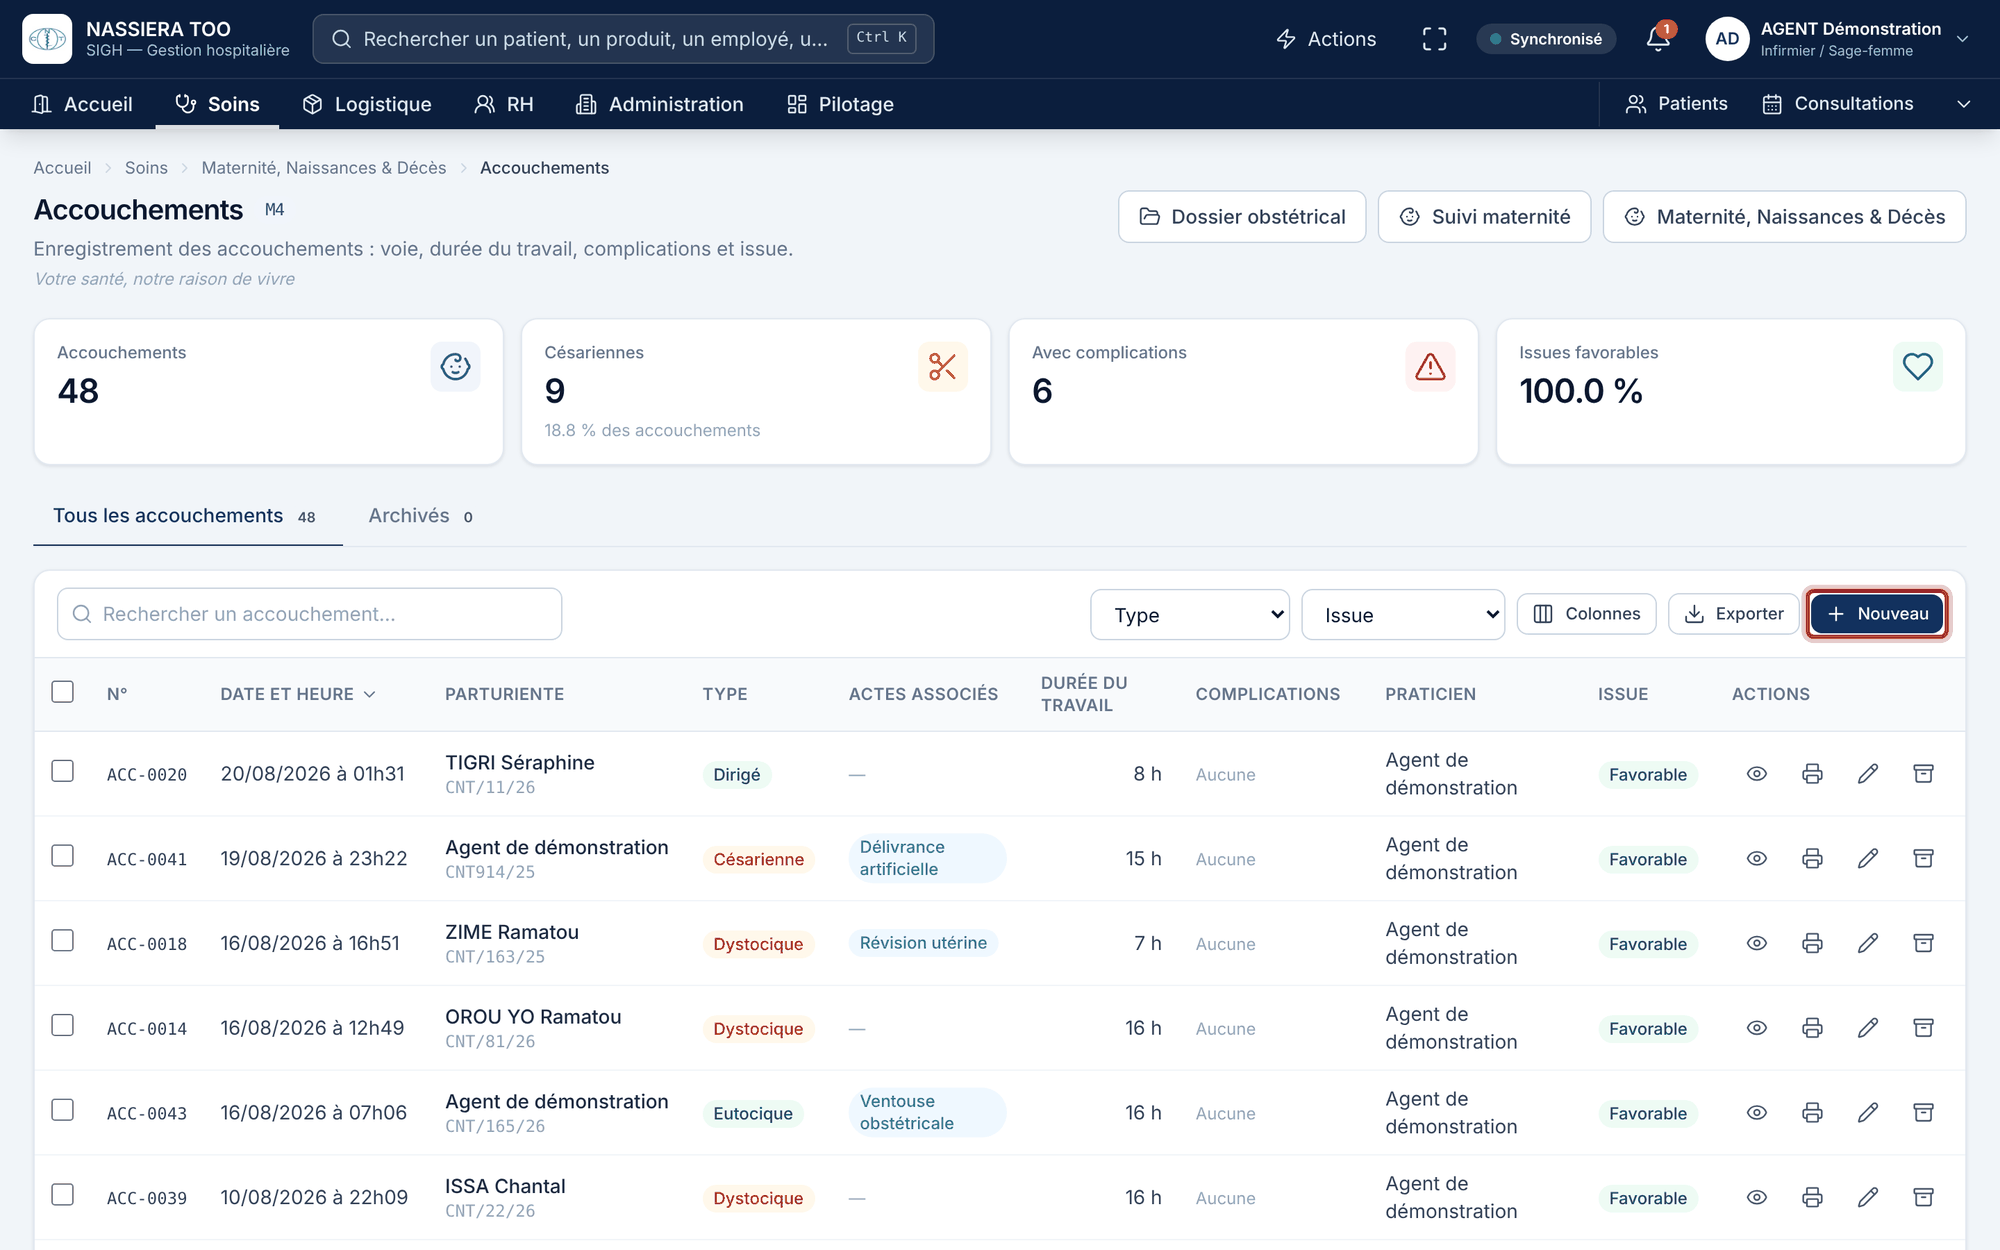 NASSIERA TOO
SIGH — Gestion hospitalière
Rechercher un patient, un produit, un employé, u...
Ctrl K
Actions
Synchronisé
1
AD
AGENT Démonstration
Infirmier / Sage-femme
Accueil
Soins
Logistique
RH
Administration
Pilotage
Patients
Consultations
Accueil > Soins > Maternité, Naissances & Décès > Accouchements
Accouchements M4
Enregistrement des accouchements : voie, durée du travail, complications et issue.
Votre santé, notre raison de vivre
Dossier obstétrical
Suivi maternité
Maternité, Naissances & Décès
Accouchements
48
Césariennes
9
18.8 % des accouchements
Avec complications
6
Issues favorables
100.0 %
Tous les accouchements 48
Archivés 0
Rechercher un accouchement...
Type
Issue
Colonnes
Exporter
+ Nouveau
N° DATE ET HEURE PARTURIENTE TYPE ACTES ASSOCIÉS DURÉE DU TRAVAIL COMPLICATIONS PRATICIEN ISSUE ACTIONS
ACC-0020 20/08/2026 à 01h31 TIGRI Séraphine CNT/11/26 Dirigé — 8 h Aucune Agent de démonstration Favorable
ACC-0041 19/08/2026 à 23h22 Agent de démonstration CNT914/25 Césarienne Délivrance artificielle 15 h Aucune Agent de démonstration Favorable
ACC-0018 16/08/2026 à 16h51 ZIME Ramatou CNT/163/25 Dystocique Révision utérine 7 h Aucune Agent de démonstration Favorable
ACC-0014 16/08/2026 à 12h49 OROU YO Ramatou CNT/81/26 Dystocique — 16 h Aucune Agent de démonstration Favorable
ACC-0043 16/08/2026 à 07h06 Agent de démonstration CNT/165/26 Eutocique Ventouse obstétricale 16 h Aucune Agent de démonstration Favorable
ACC-0039 10/08/2026 à 22h09 ISSA Chantal CNT/22/26 Dystocique — 16 h Aucune Agent de démonstration Favorable